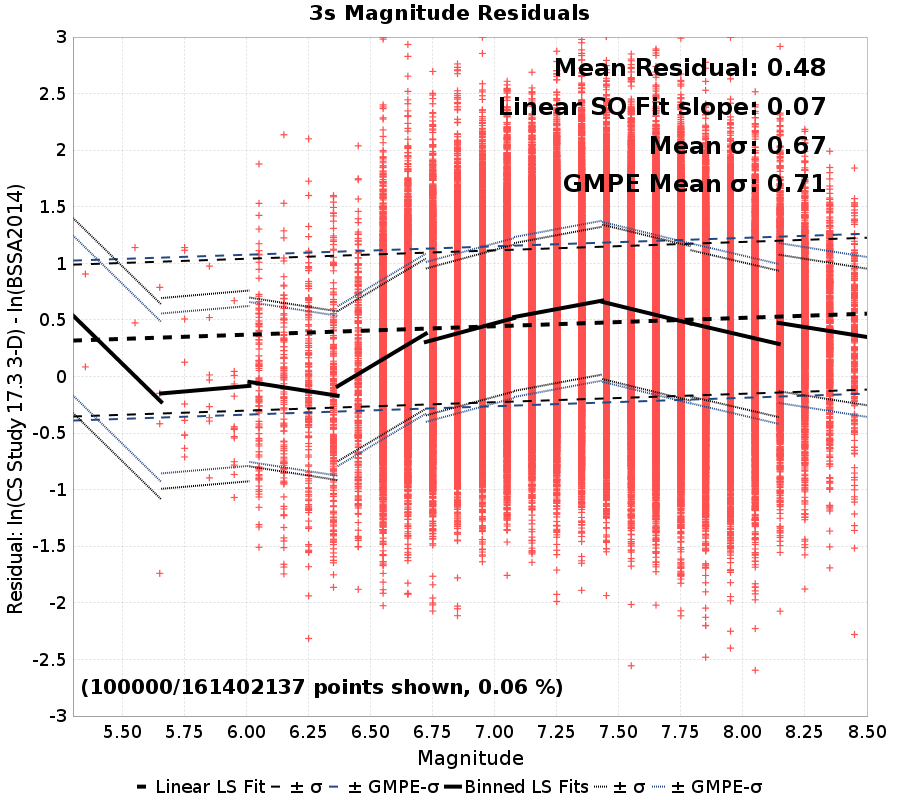 3s Magnitude Residuals
Mean Residual: 0.48
Linear SQ Fit slope: 0.07
Mean σ: 0.67
GMPE Mean σ: 0.71
Residual: ln(CS Study 17.3 3-D) - ln(BSSA2014)
3
2.5
2
1.5
1
0.5
0
-0.5
-1
-1.5
-2
-2.5
-3
(100000/161402137 points shown, 0.06 %)
5.50 5.75 6.00 6.25 6.50 6.75 7.00 7.25 7.50 7.75 8.00 8.25 8.50
Magnitude
Linear LS Fit ± σ ± GMPE-σ Binned LS Fits ± σ ± GMPE-σ